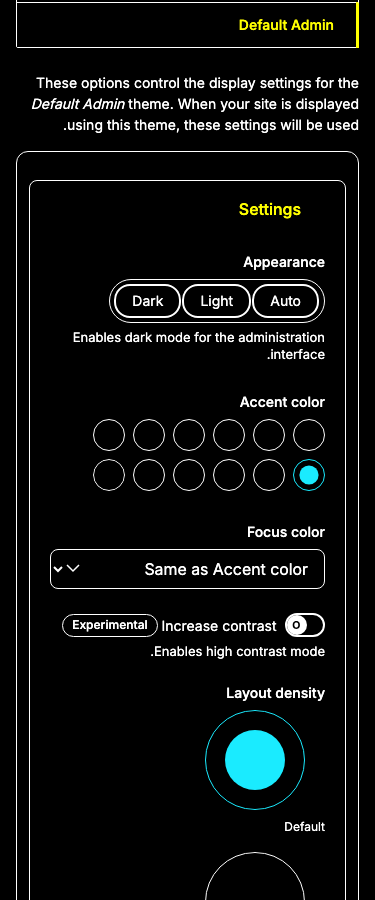 Default Admin
These options control the display settings for the
Default Admin theme. When your site is displayed
using this theme, these settings will be used.
Settings
Appearance
Auto
Light
Dark
Enables dark mode for the administration
interface.
Accent color
Focus color
Same as Accent color
Increase contrast Experimental
Enables high contrast mode.
Layout density
Default